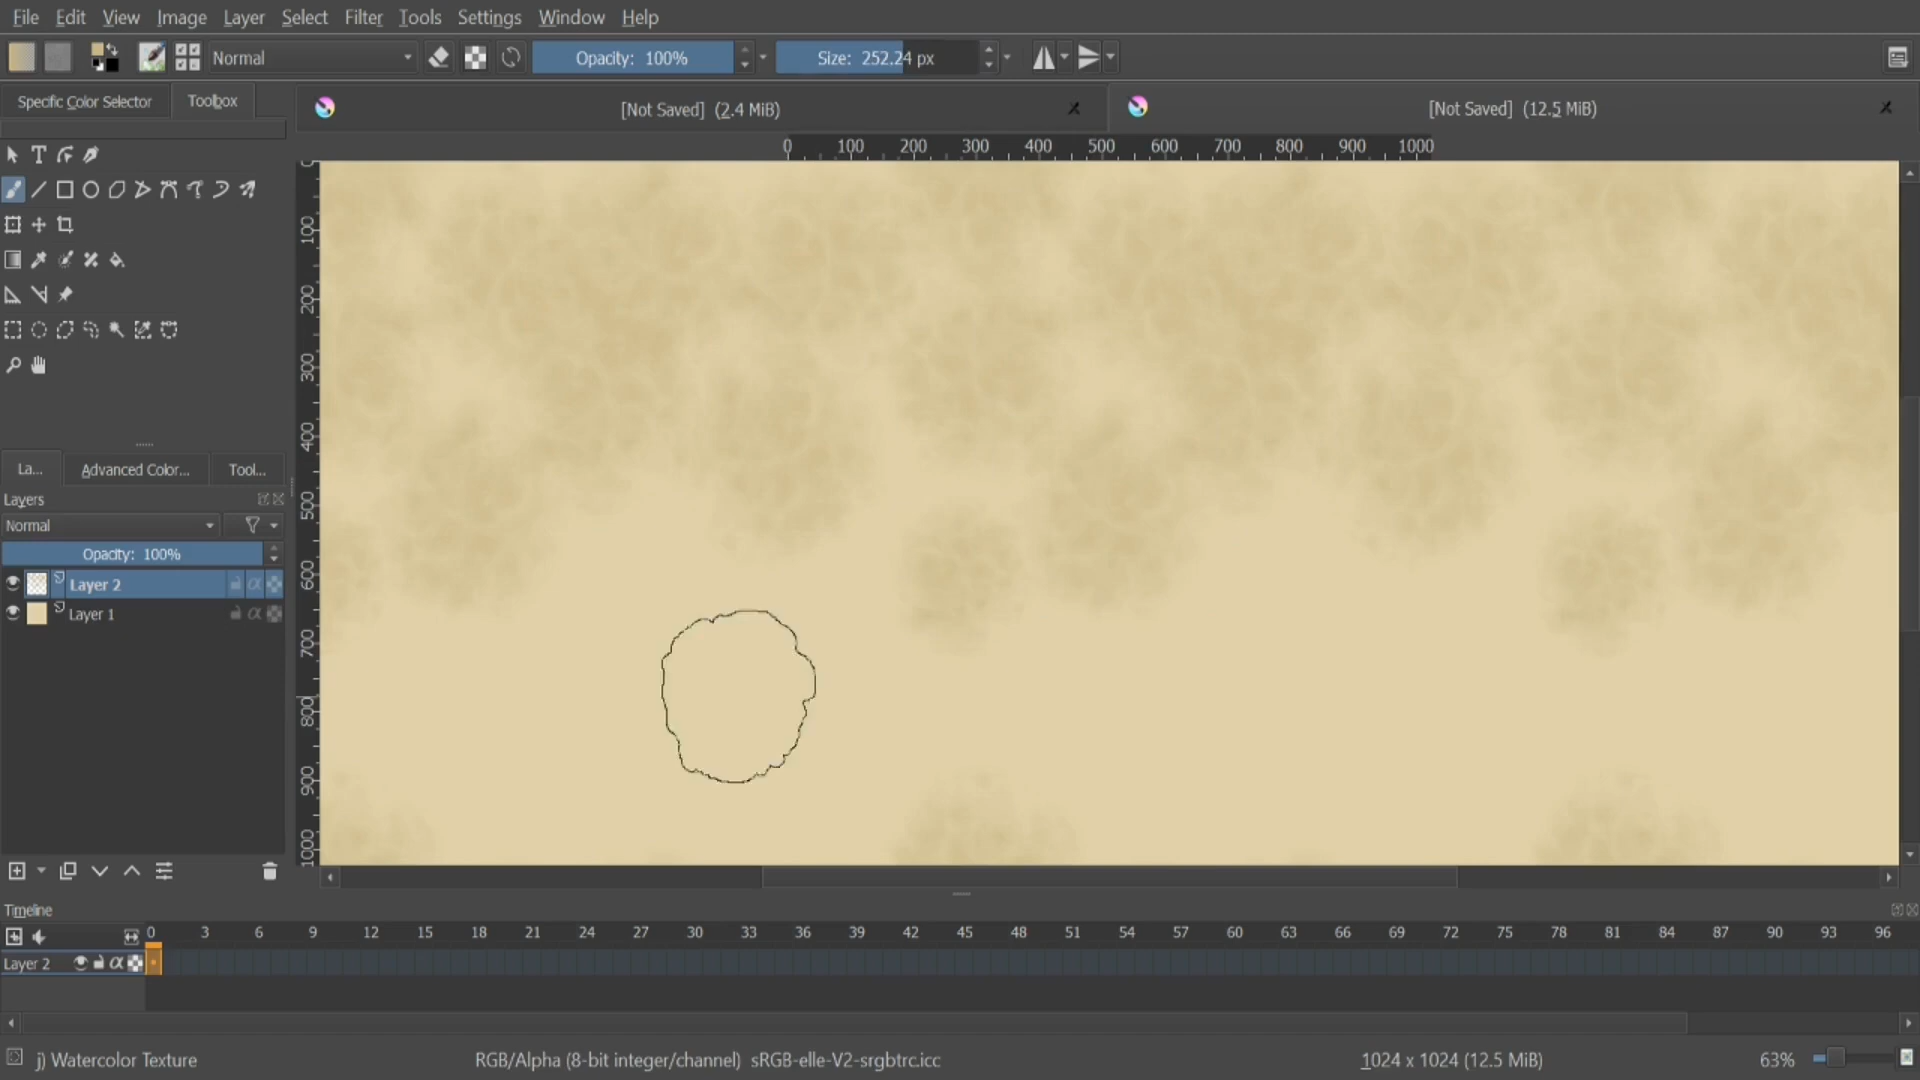 File Edit View Image Layer Select Filter Tools Settings Window Help
Normal Opacity: 100% Size: 252.24 px
Specific Color Selector Toolbox
[Not Saved] (2.4 MiB) [Not Saved] (12.5 MiB)
0 100 200 300 400 500 600 700 800 900 1000
0
100
200
300
400
500
600
700
800
900
1000
La... Advanced Color... Tool...
Layers
Normal
Opacity: 100%
Layer 2
Layer 1
Timeline
0 3 6 9 12 15 18 21 24 27 30 33 36 39 42 45 48 51 54 57 60 63 66 69 72 75 78 81 84 87 90 93 96
Layer 2
j) Watercolor Texture RGB/Alpha (8-bit integer/channel) sRGB-elle-V2-srgbtrc.icc 1024 x 1024 (12.5 MiB) 63%